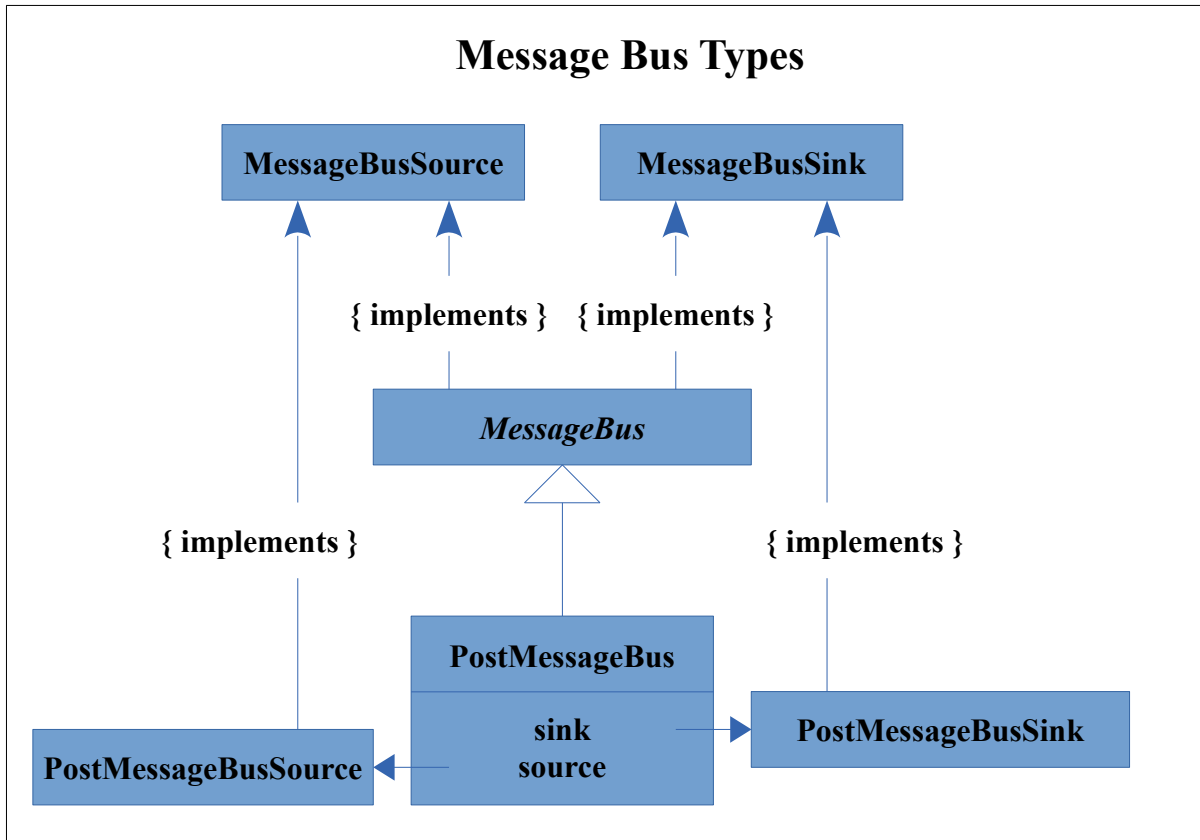 Message Bus Types
MessageBusSource
MessageBusSink
{ implements }
{ implements }
MessageBus
{ implements }
{ implements }
PostMessageBus
sink
source
PostMessageBusSource
PostMessageBusSink